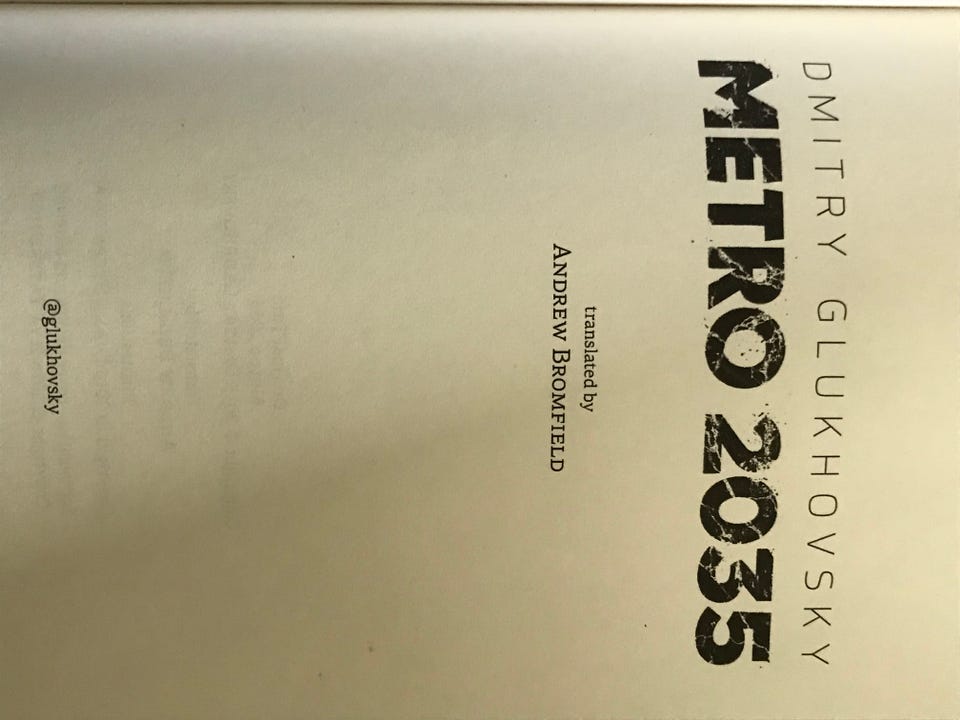 DMITRY GLUKHOVSKY
METRO 2035
translated by
ANDREW BROMFIELD
@glukhovsky